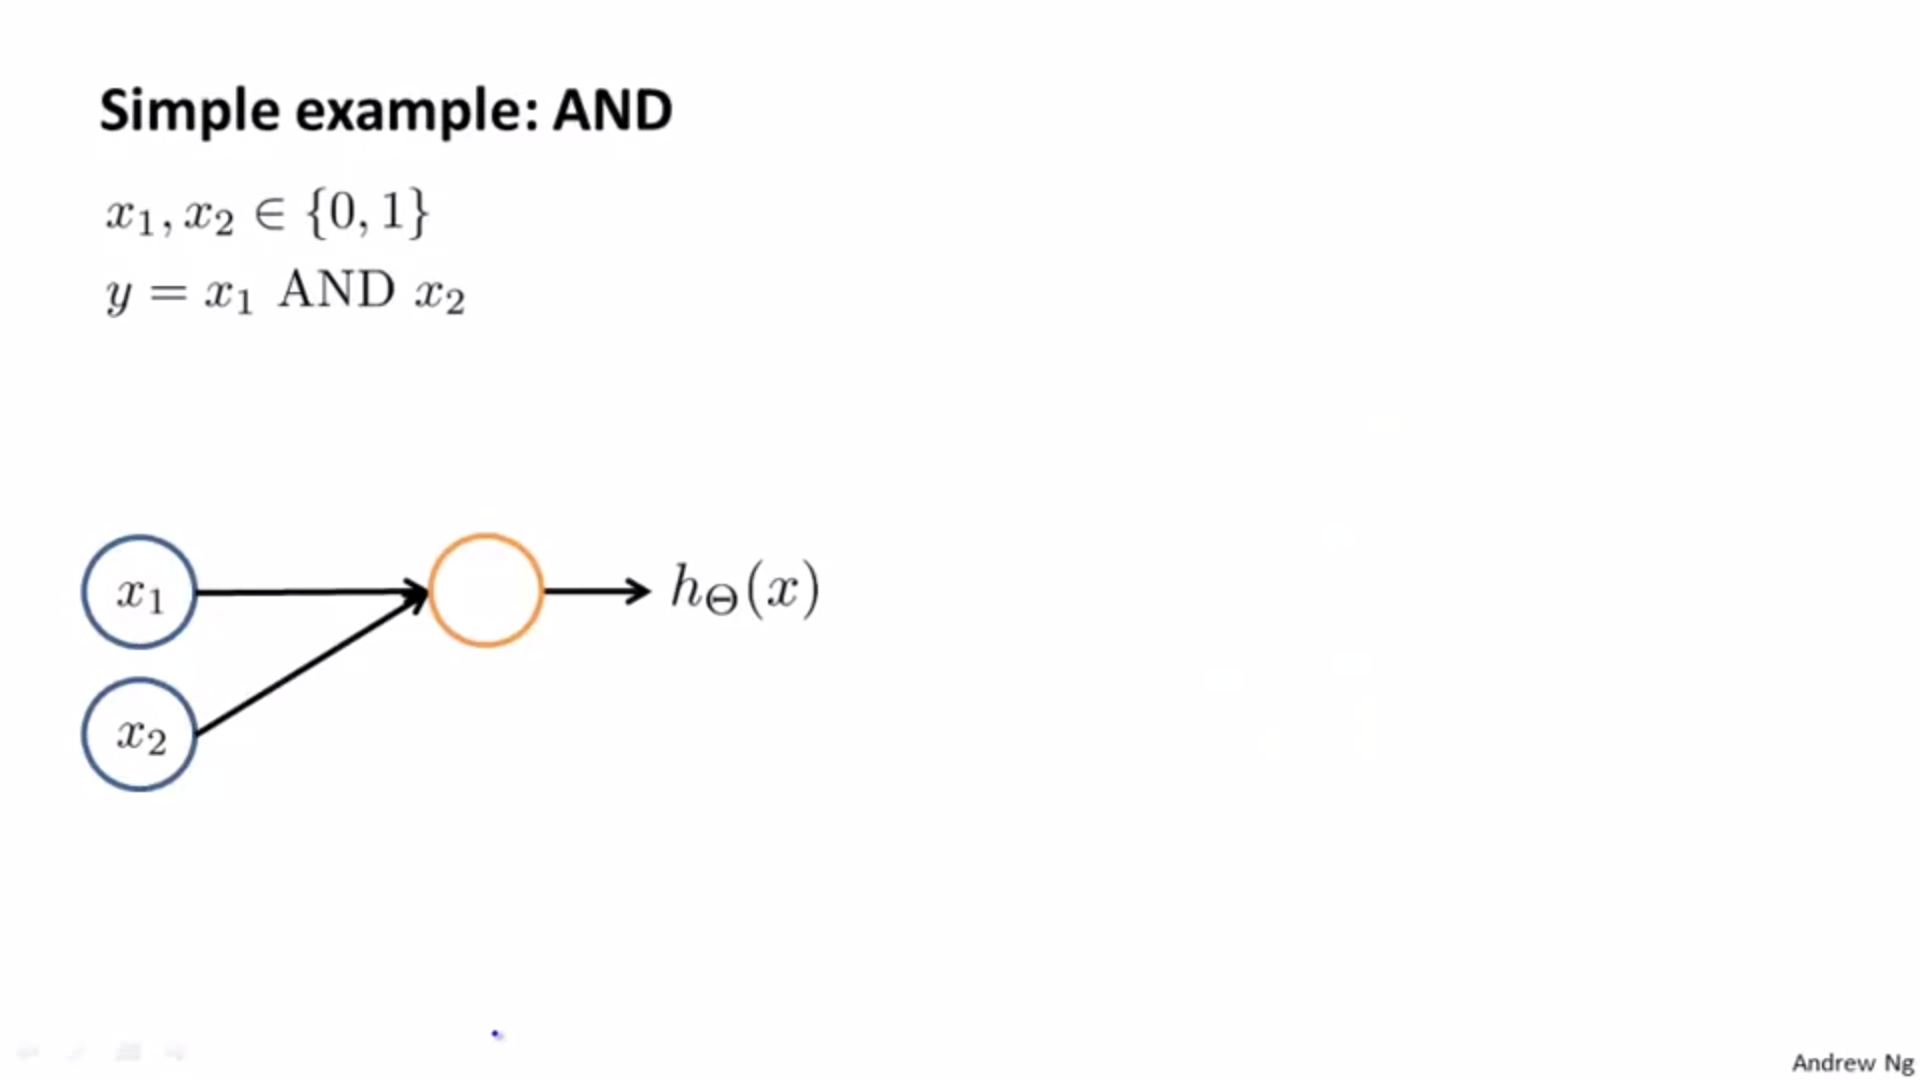 Simple example: AND
x₁, x₂ ∈ {0, 1}
y = x₁ AND x₂
x₁
h_Θ(x)
x₂
Andrew Ng